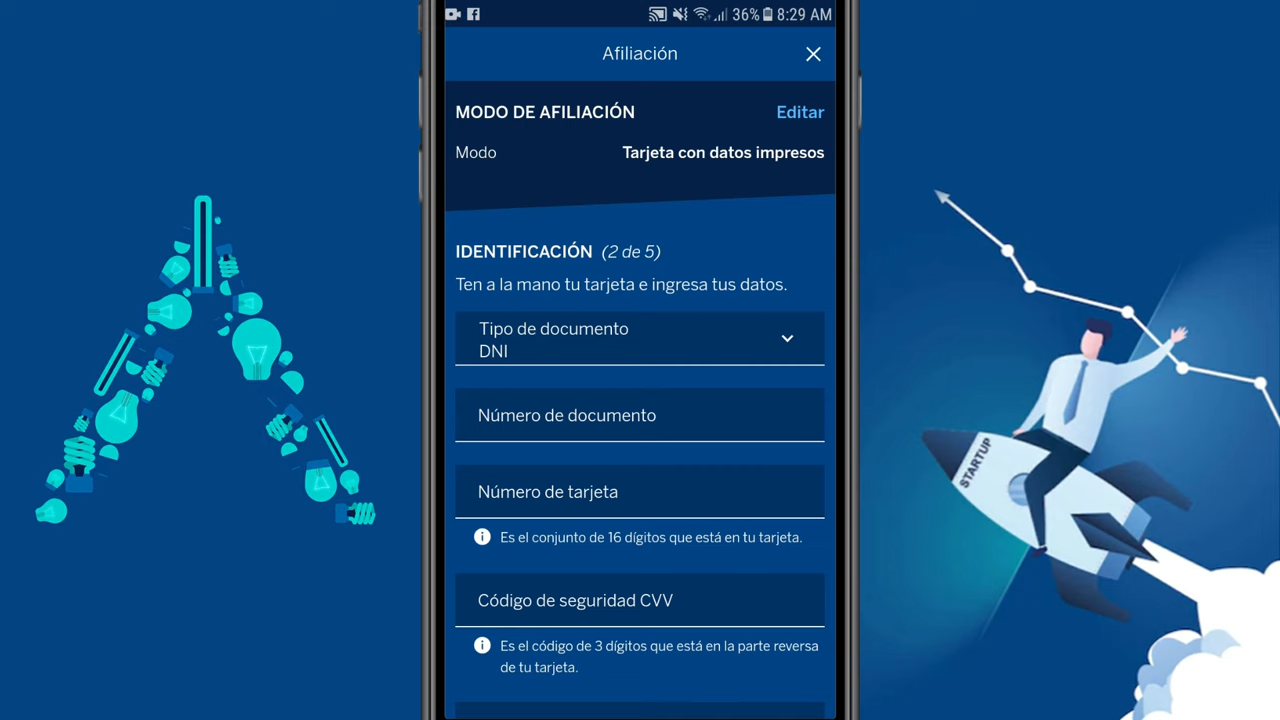 36% 8:29 AM
Afiliación
MODO DE AFILIACIÓN Editar
Modo Tarjeta con datos impresos
IDENTIFICACIÓN (2 de 5)
Ten a la mano tu tarjeta e ingresa tus datos.
Tipo de documento
DNI
Número de documento
Número de tarjeta
Es el conjunto de 16 dígitos que está en tu tarjeta.
Código de seguridad CVV
Es el código de 3 dígitos que está en la parte reversa
de tu tarjeta.
STARTUP